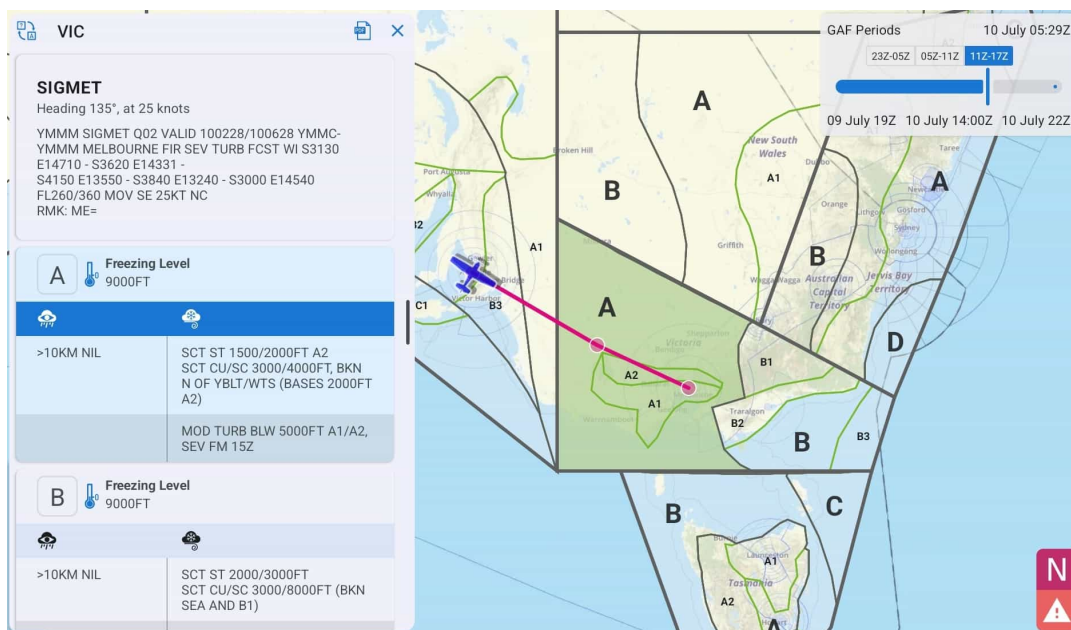 VIC
SIGMET
Heading 135°, at 25 knots
YMMM SIGMET Q02 VALID 100228/100628 YMMC-
YMMM MELBOURNE FIR SEV TURB FCST WI S3130
E14710 - S3620 E14331 -
S4150 E13550 - S3840 E13240 - S3000 E14540
FL260/360 MOV SE 25KT NC
RMK: ME=
A
Freezing Level
9000FT
>10KM NIL
SCT ST 1500/2000FT A2
SCT CU/SC 3000/4000FT, BKN
N OF YBLT/WTS (BASES 2000FT
A2)
MOD TURB BLW 5000FT A1/A2,
SEV FM 15Z
B
Freezing Level
9000FT
>10KM NIL
SCT ST 2000/3000FT
SCT CU/SC 3000/8000FT (BKN
SEA AND B1)
GAF Periods
10 July 05:29Z
23Z-05Z
05Z-11Z
11Z-17Z
09 July 19Z
10 July 14:00Z
10 July 22Z
A
New South
Wales
Broken Hill
Taree
Port Augusta
Whyalla
A1
A
B
Orange
Lithgow
Gosford
Sydney
B2
A1
Griffith
Wollongong
B
Australian
Capital
Territory
Jervis Bay
Territory
Wagga Wagga
Bridge
Victor Harbor
C1
B3
A
Shepparton
Victoria
Bendigo
D
B1
A2
A1
Traralgon
B2
B
B3
B
C
Launceston
A1
Tasmania
A2
A
N